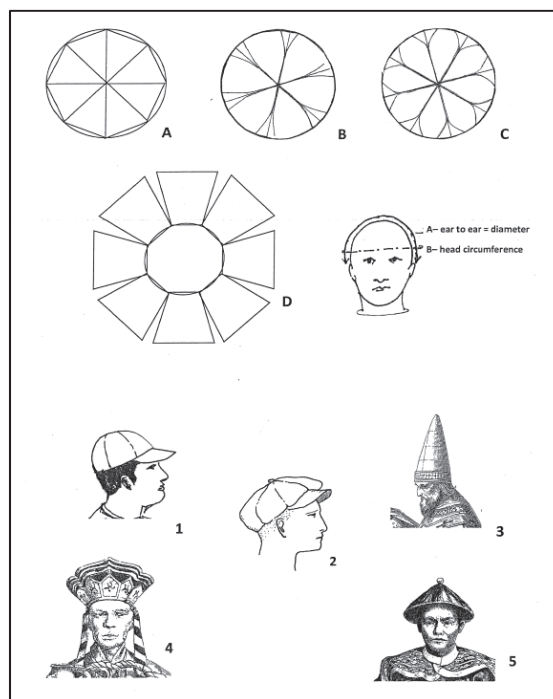 A
B
C
D
A– ear to ear = diameter
B– head circumference
1
2
3
4
5